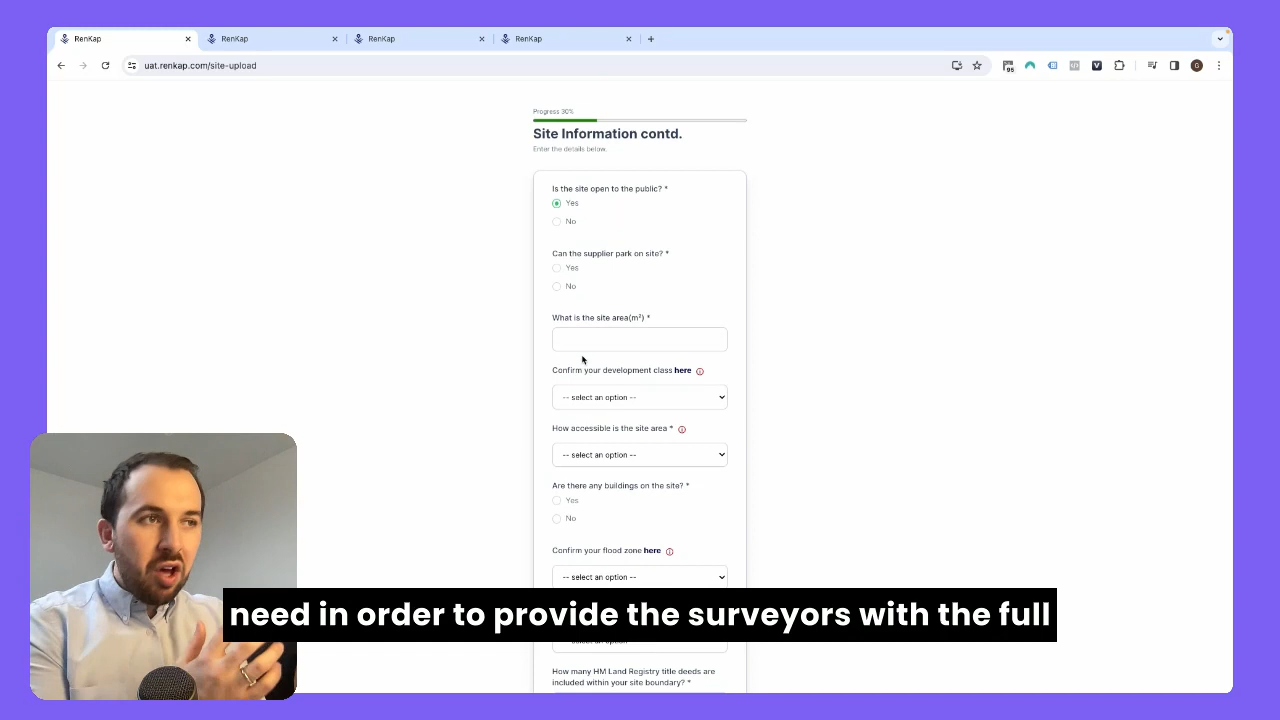 RenKap
RenKap
RenKap
RenKap
uat.renkap.com/site-upload
Progress 30%
Site Information contd.
Enter the details below.
Is the site open to the public? *
Yes
No
Can the supplier park on site? *
Yes
No
What is the site area(m²) *
Confirm your development class here
-- select an option --
How accessible is the site area *
-- select an option --
Are there any buildings on the site? *
Yes
No
Confirm your flood zone here
-- select an option --
need in order to provide the surveyors with the full
How many HM Land Registry title deeds are
included within your site boundary? *